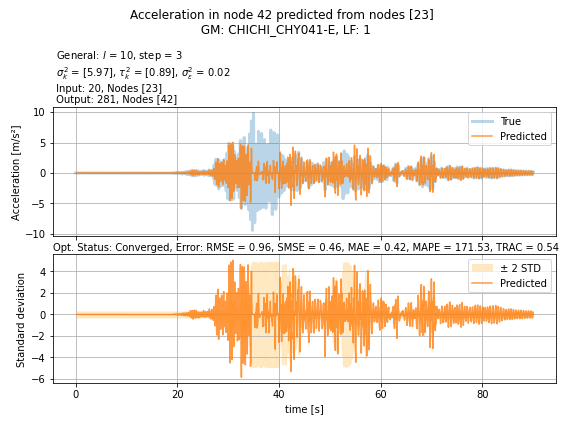 Acceleration in node 42 predicted from nodes [23]
GM: CHICHI_CHY041-E, LF: 1
General: l = 10, step = 3
σ²ₖ = [5.97], τ²ₖ = [0.89], σ²ε = 0.02
Input: 20, Nodes [23]
Output: 281, Nodes [42]
10
5
0
−5
−10
Acceleration [m/s²]
True
Predicted
Opt. Status: Converged, Error: RMSE = 0.96, SMSE = 0.46, MAE = 0.42, MAPE = 171.53, TRAC = 0.54
4
2
0
−2
−4
−6
Standard deviation
± 2 STD
Predicted
0 20 40 60 80
time [s]